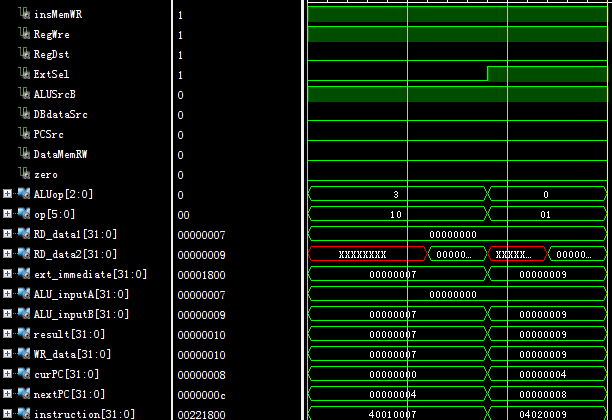 insMemWR 1
RegWre 1
RegDst 1
ExtSel 1
ALUSrcB 0
DBdataSrc 0
PCSrc 0
DataMemRW 0
zero 0
ALUop[2:0] 0 3 0
op[5:0] 00 10 01
RD_data1[31:0] 00000007 00000000
RD_data2[31:0] 00000009 XXXXXXXX 00000... XXXXX... 00000...
ext_immediate[31:0] 00001800 00000007 00000009
ALU_inputA[31:0] 00000007 00000000
ALU_inputB[31:0] 00000009 00000007 00000009
result[31:0] 00000010 00000007 00000009
WR_data[31:0] 00000010 00000007 00000009
curPC[31:0] 00000008 00000000 00000004
nextPC[31:0] 0000000c 00000004 00000008
instruction[31:0] 00221800 40010007 04020009